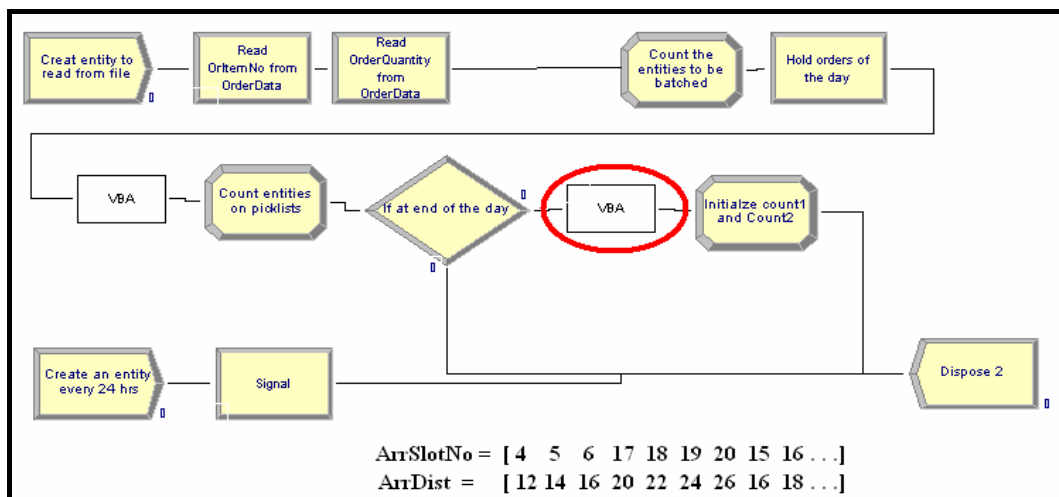 Creat entity to
read from file
Read
OrItemNo from
OrderData
Read
OrderQuantity
from
OrderData
Count the
entities to be
batched
Hold orders of
the day
VBA
Count entities
on picklists
If at end of the day
VBA
Initialze count1
and Count2
Create an entity
every 24 hrs
Signal
Dispose 2
ArrSlotNo = [ 4 5 6 17 18 19 20 15 16 . . .]
ArrDist = [ 12 14 16 20 22 24 26 16 18 . . .]